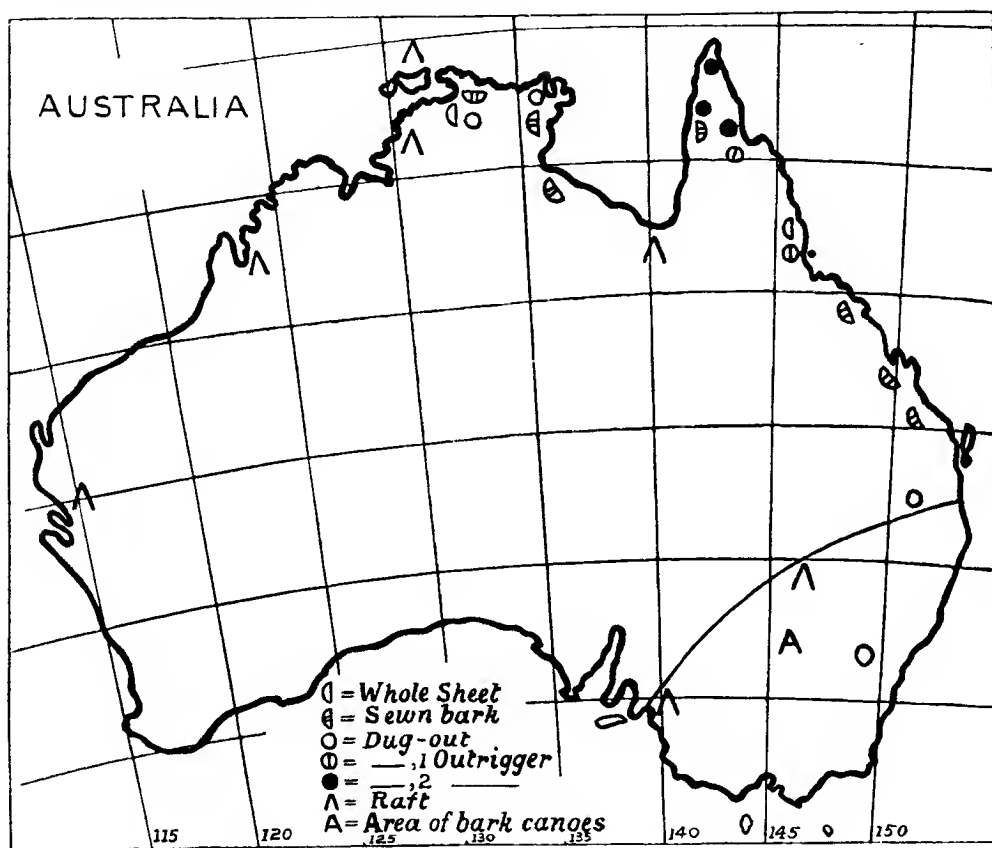 AUSTRALIA
= Whole Sheet
= Sewn bark
= Dug-out
= — , 1 Outrigger
= — , 2 —
Λ = Raft
A = Area of bark canoes
A
115 120 125 130 135 140 145 150